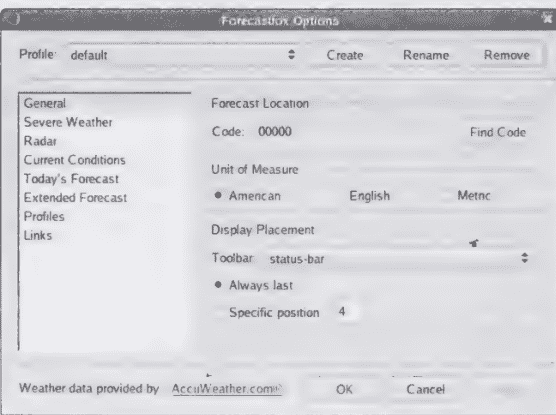 Forecastfox Options
Profile: default Create Rename Remove
General
Severe Weather
Radar
Current Conditions
Today's Forecast
Extended Forecast
Profiles
Links
Forecast Location
Code: 00000 Find Code
Unit of Measure
American English Metric
Display Placement
Toolbar status-bar
Always last
Specific position 4
Weather data provided by AccuWeather.com® OK Cancel